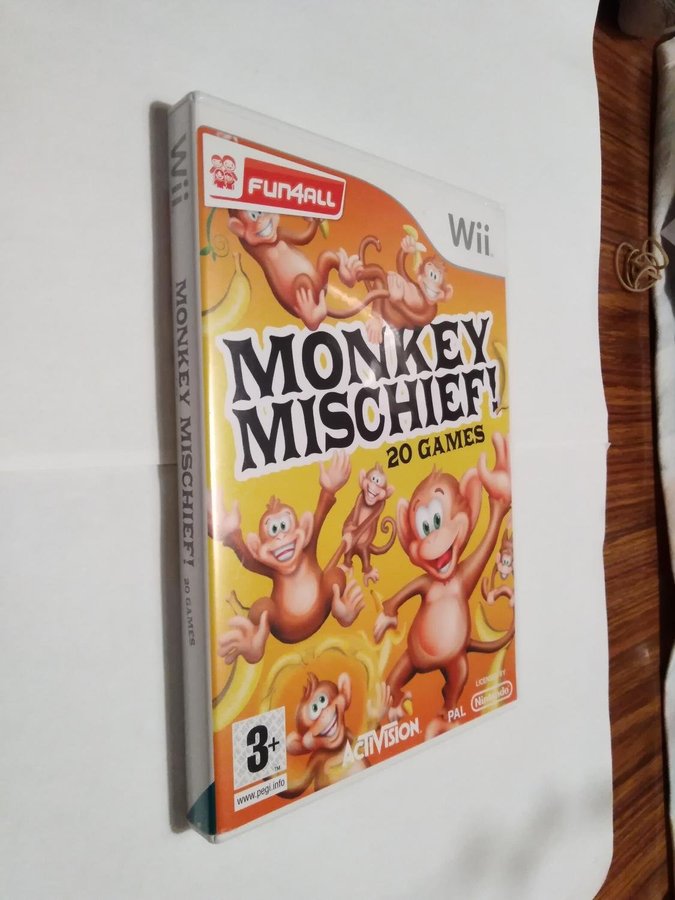 Wii
MONKEY MISCHIEF! 20 GAMES
FUN4ALL
Wii
MONKEY
MISCHIEF!
20 GAMES
3+
www.pegi.info
ACTIVISION
PAL
LICENSED BY
Nintendo